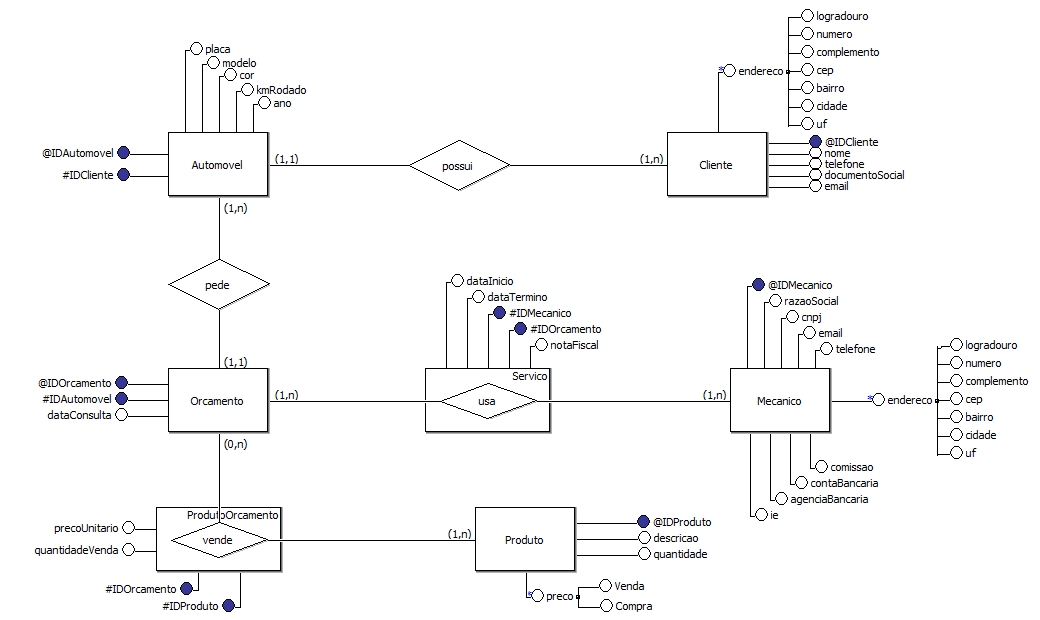 placa
modelo
cor
kmRodado
ano
@IDAutomovel
#IDCliente
Automovel
(1,1)
possui
(1,n)
Cliente
* endereco
logradouro
numero
complemento
cep
bairro
cidade
uf
@IDCliente
nome
telefone
documentoSocial
email
(1,n)
pede
(1,1)
@IDOrcamento
#IDAutomovel
dataConsulta
Orcamento
(1,n)
dataInicio
dataTermino
#IDMecanico
#IDOrcamento
notaFiscal
Servico
usa
(1,n)
Mecanico
@IDMecanico
razaoSocial
cnpj
email
telefone
* endereco
logradouro
numero
complemento
cep
bairro
cidade
uf
comissao
contaBancaria
agenciaBancaria
ie
(0,n)
ProdutoOrcamento
vende
precoUnitario
quantidadeVenda
#IDOrcamento
#IDProduto
(1,n)
Produto
@IDProduto
descricao
quantidade
* preco
Venda
Compra